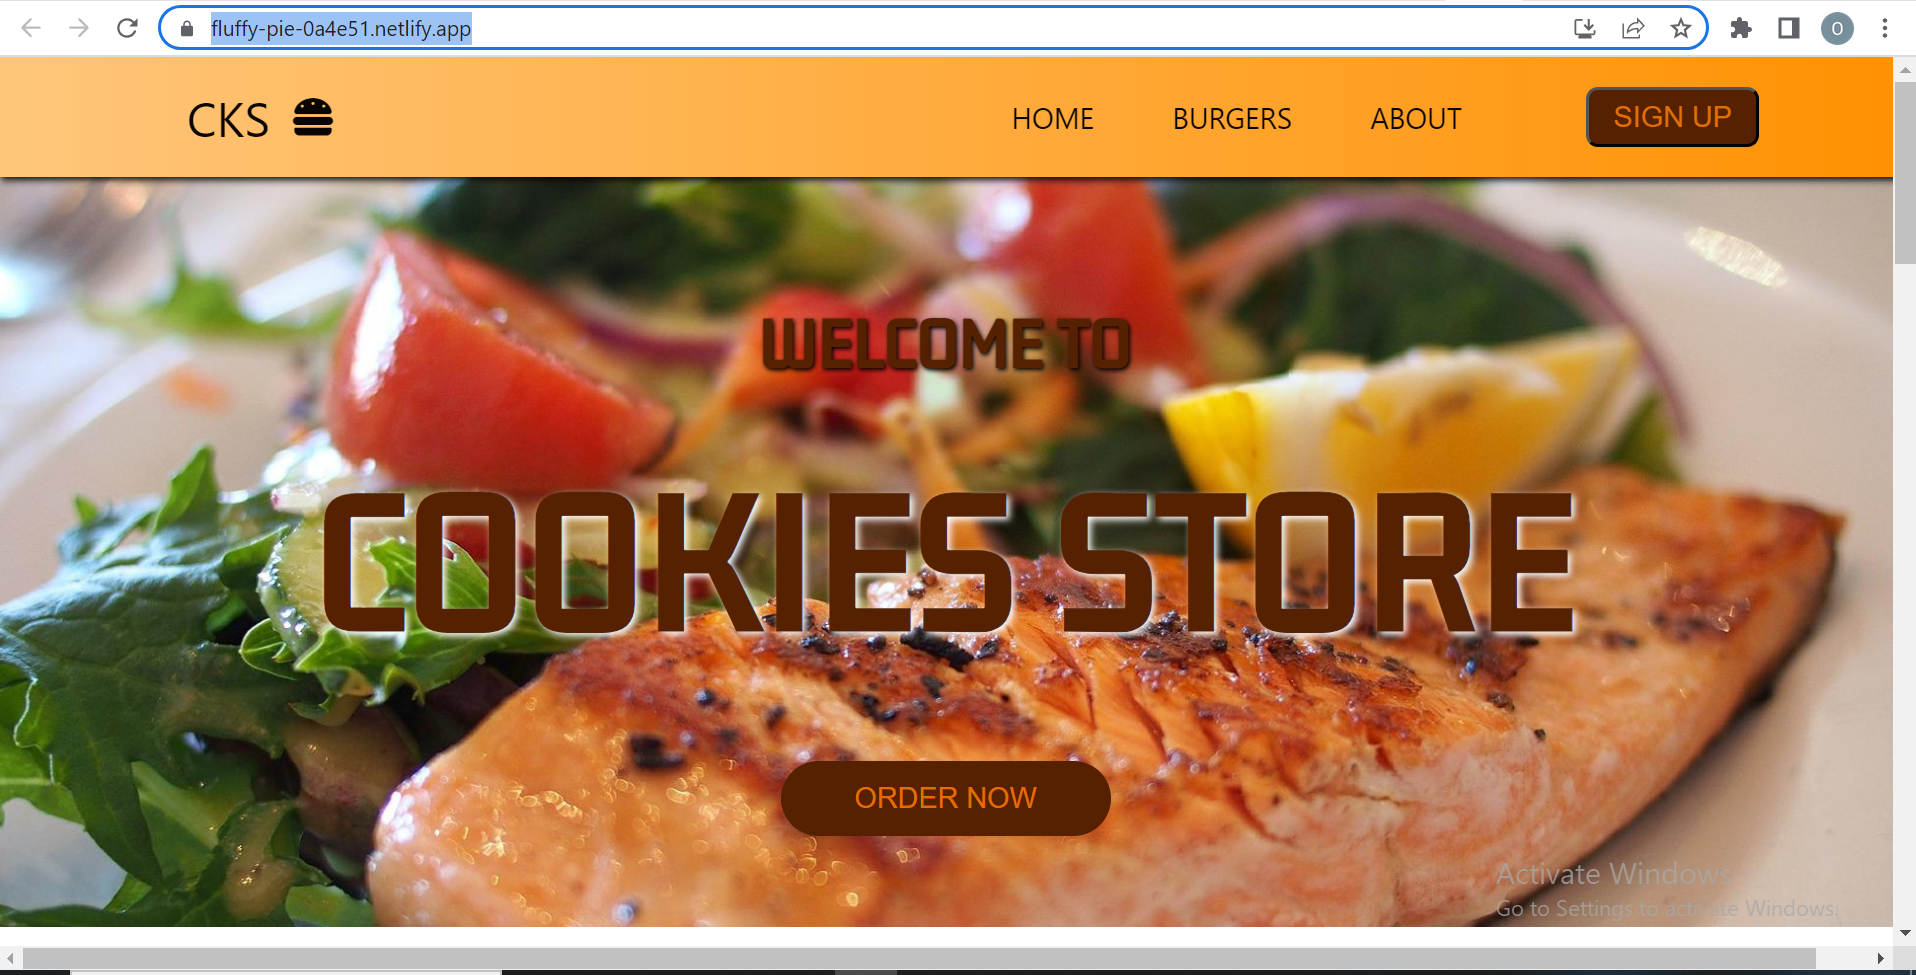 fluffy-pie-0a4e51.netlify.app
O
CKS
HOME
BURGERS
ABOUT
SIGN UP
WELCOME TO
COOKIES STORE
ORDER NOW
Activate Windows
Go to Settings to activate Windows.